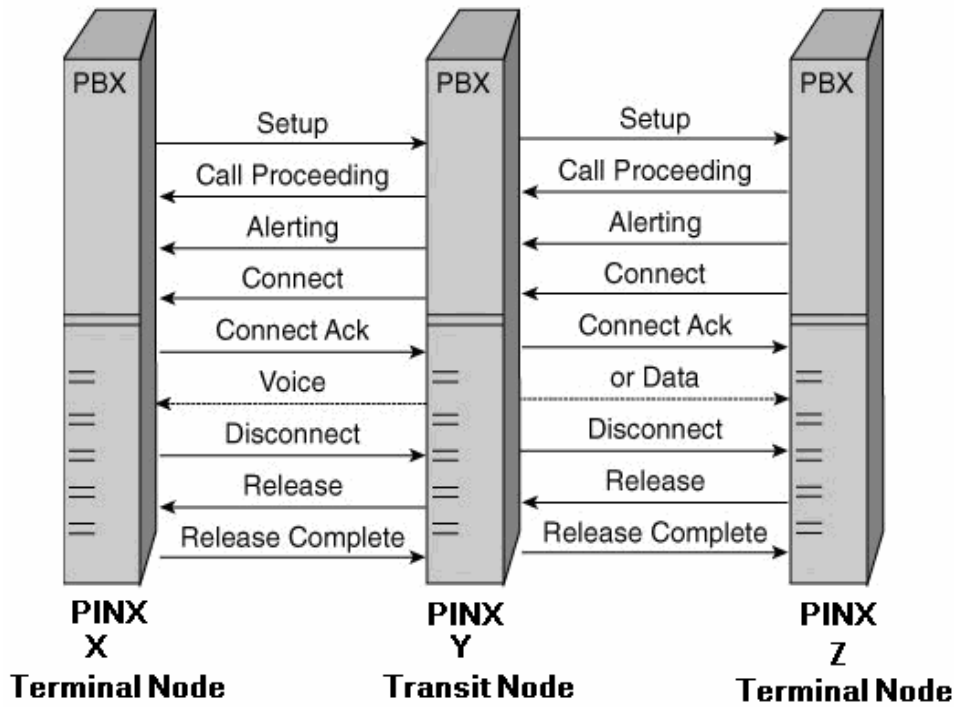 PBX PBX PBX
Setup Setup
Call Proceeding Call Proceeding
Alerting Alerting
Connect Connect
Connect Ack Connect Ack
Voice or Data
Disconnect Disconnect
Release Release
Release Complete Release Complete
PINX PINX PINX
X Y Z
Terminal Node Transit Node Terminal Node